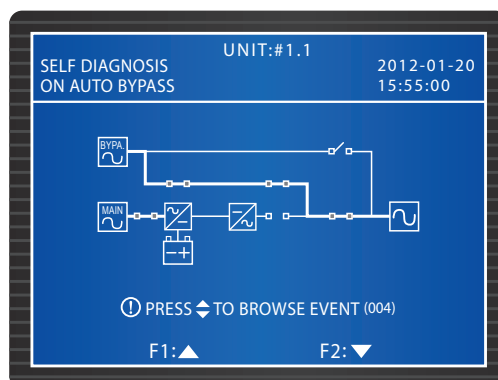 UNIT:#1.1
SELF DIAGNOSIS
ON AUTO BYPASS
2012-01-20
15:55:00
BYPA.
MAIN
PRESS TO BROWSE EVENT (004)
F1: F2: